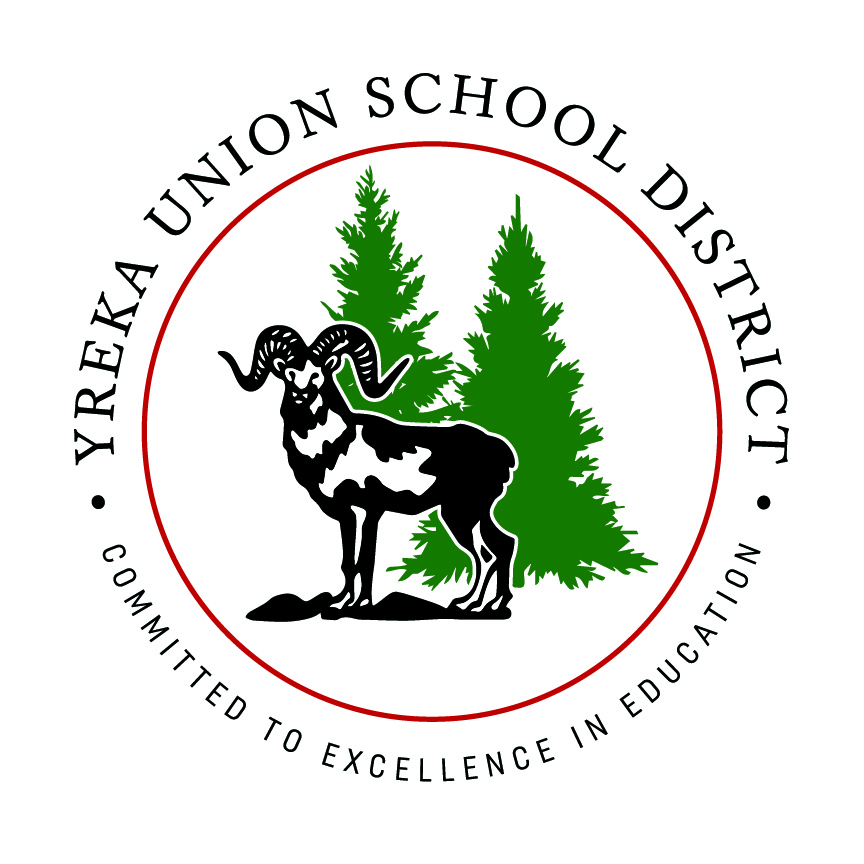 YREKA UNION SCHOOL DISTRICT
• COMMITTED TO EXCELLENCE IN EDUCATION •